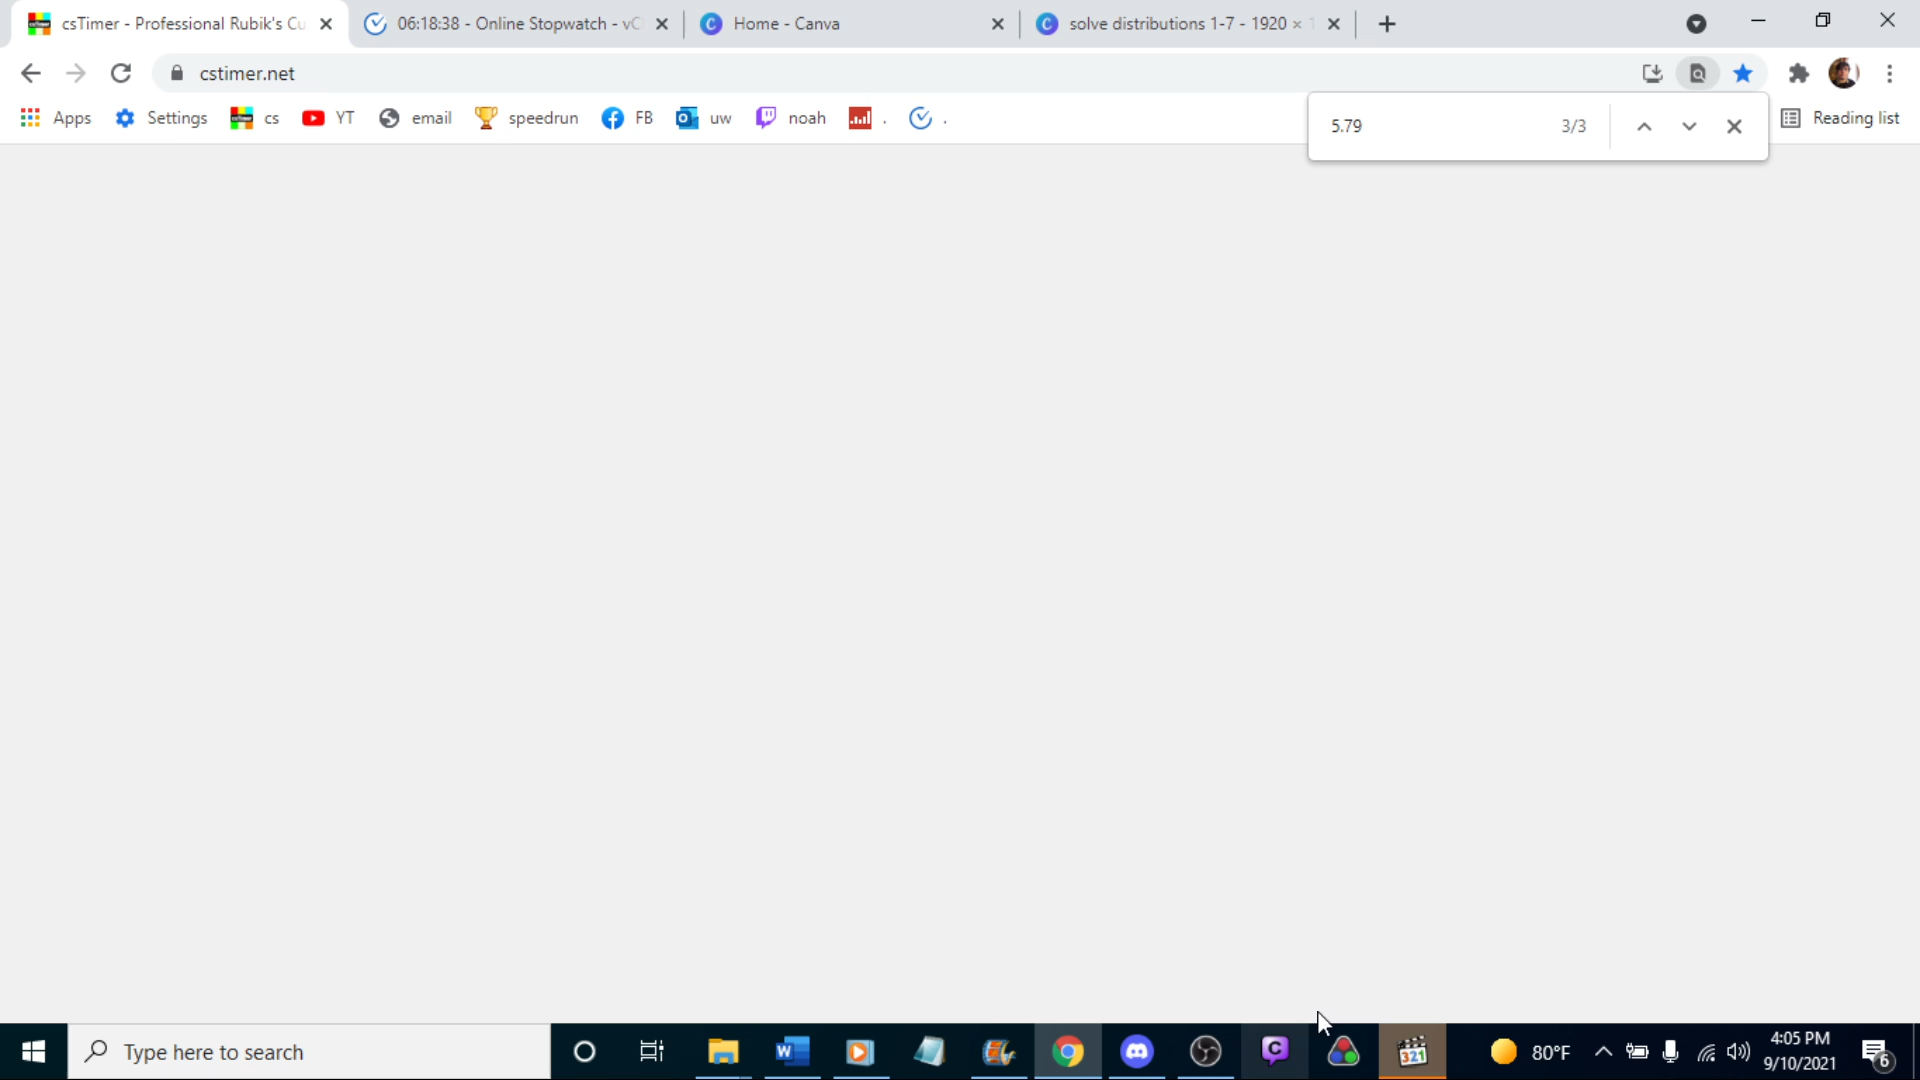 csTimer - Professional Rubik's Cu
06:18:38 - Online Stopwatch - vC
Home - Canva
solve distributions 1-7 - 1920 ×
cstimer.net
Apps
Settings
cs
YT
email
speedrun
FB
uw
noah
.
.
5.79
3/3
Reading list
Type here to search
321
80°F
4:05 PM
9/10/2021
6